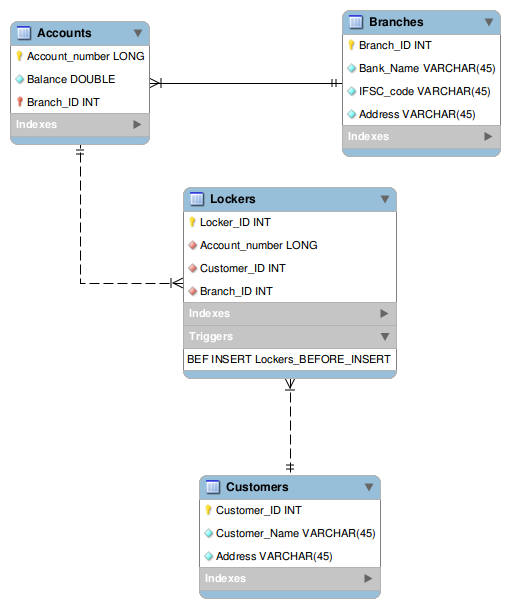 Accounts
Account_number LONG
Balance DOUBLE
Branch_ID INT
Indexes
Branches
Branch_ID INT
Bank_Name VARCHAR(45)
IFSC_code VARCHAR(45)
Address VARCHAR(45)
Indexes
Lockers
Locker_ID INT
Account_number LONG
Customer_ID INT
Branch_ID INT
Indexes
Triggers
BEF INSERT Lockers_BEFORE_INSERT
Customers
Customer_ID INT
Customer_Name VARCHAR(45)
Address VARCHAR(45)
Indexes